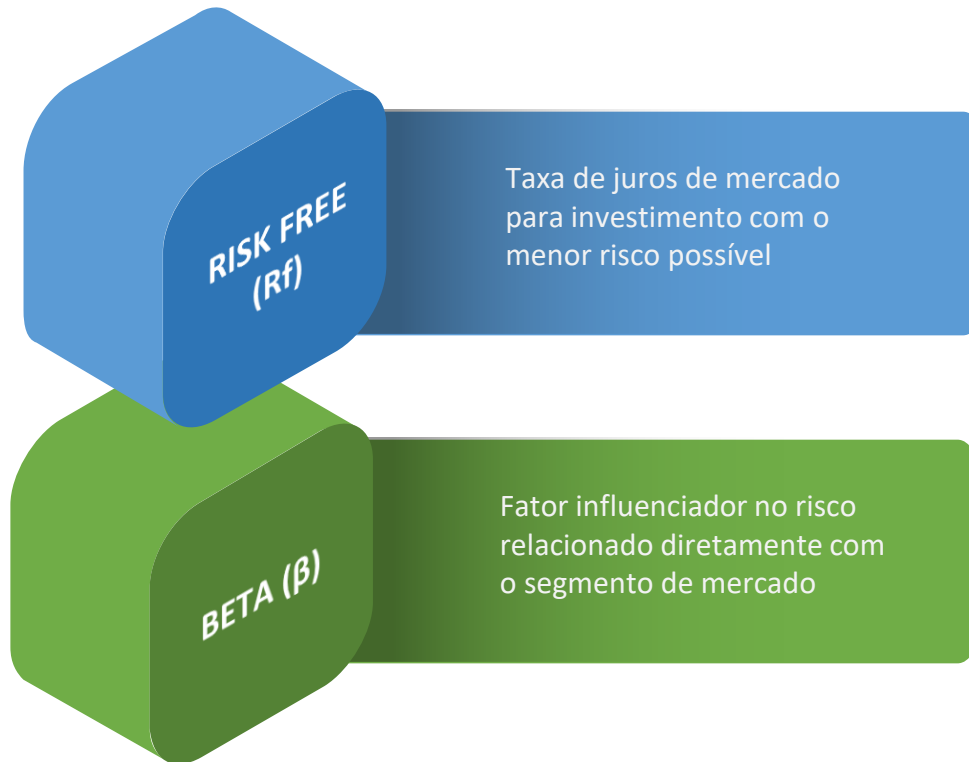 RISK FREE
(Rf)
Taxa de juros de mercado
para investimento com o
menor risco possível
BETA (β)
Fator influenciador no risco
relacionado diretamente com
o segmento de mercado